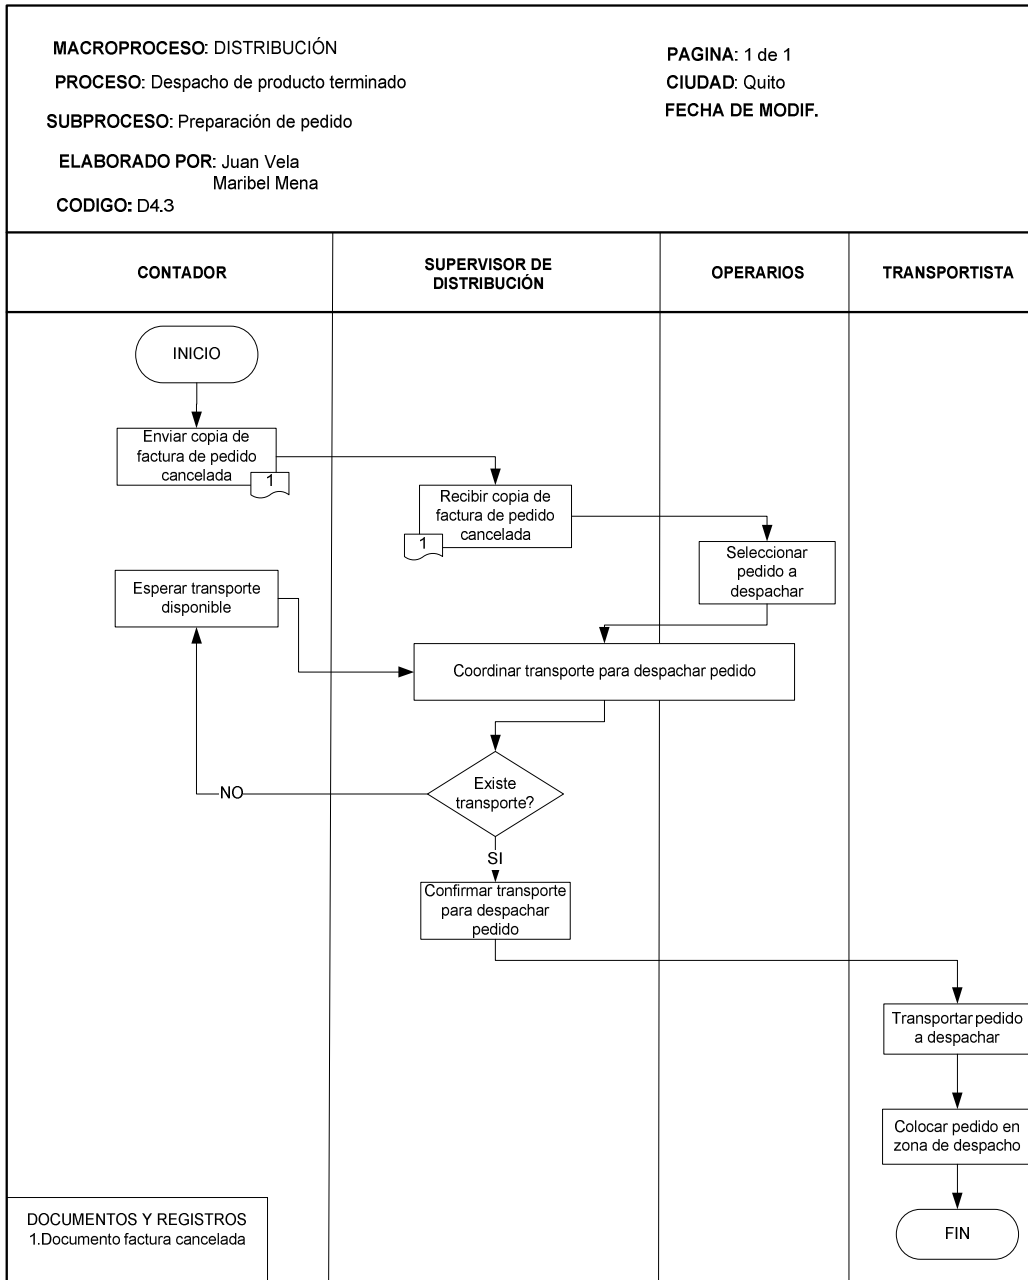 MACROPROCESO: DISTRIBUCIÓN
PROCESO: Despacho de producto terminado
SUBPROCESO: Preparación de pedido
ELABORADO POR: Juan Vela
Maribel Mena
CODIGO: D4.3
PAGINA: 1 de 1
CIUDAD: Quito
FECHA DE MODIF.
CONTADOR
SUPERVISOR DE
DISTRIBUCIÓN
OPERARIOS
TRANSPORTISTA
INICIO
Enviar copia de
factura de pedido
cancelada
1
Recibir copia de
factura de pedido
cancelada
1
Seleccionar
pedido a
despachar
Esperar transporte
disponible
Coordinar transporte para despachar pedido
Existe
transporte?
NO
SI
Confirmar transporte
para despachar
pedido
Transportar pedido
a despachar
Colocar pedido en
zona de despacho
FIN
DOCUMENTOS Y REGISTROS
1.Documento factura cancelada